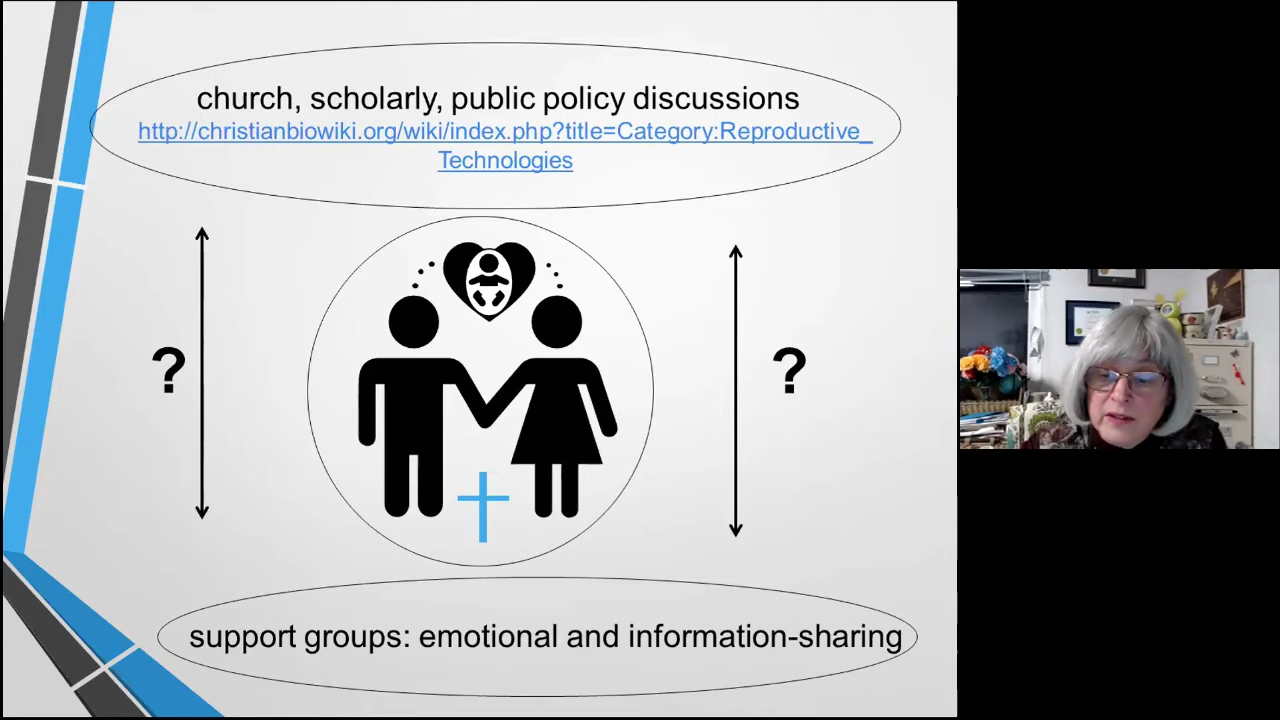 church, scholarly, public policy discussions
http://christianbiowiki.org/wiki/index.php?title=Category:Reproductive_
Technologies
? ?
support groups: emotional and information-sharing